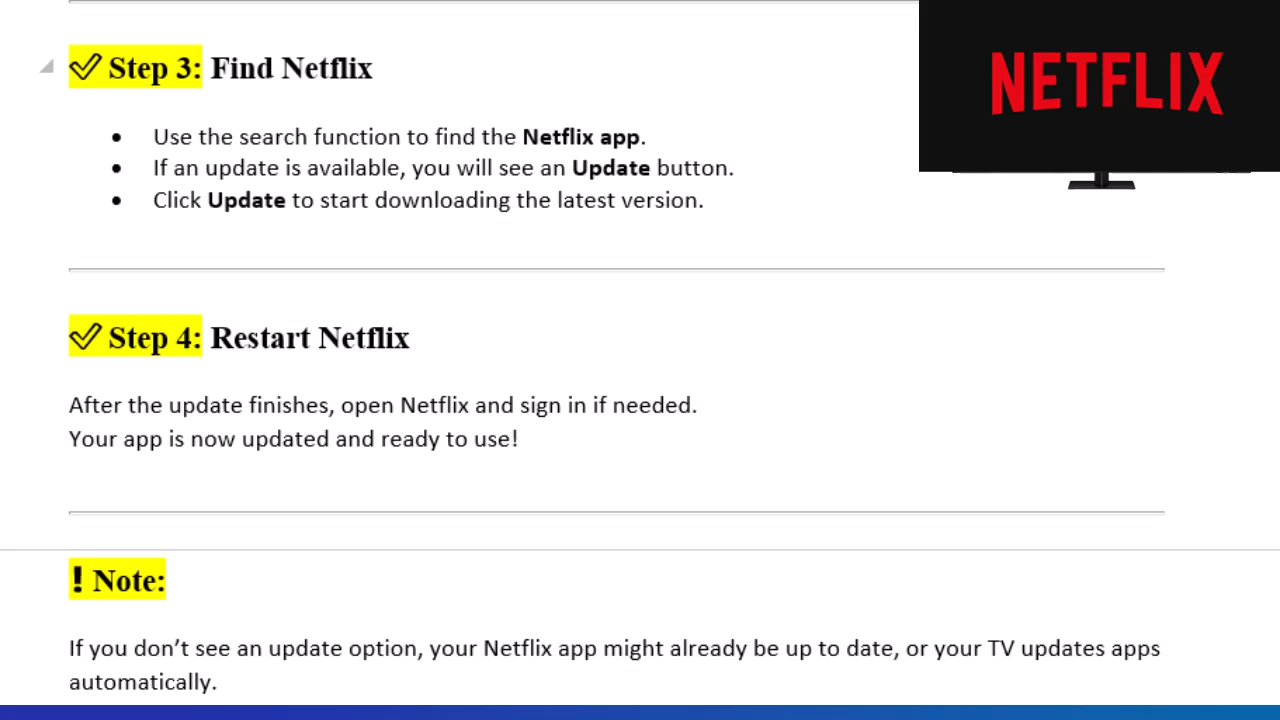 ✓ Step 3: Find Netflix
NETFLIX
• Use the search function to find the Netflix app.
• If an update is available, you will see an Update button.
• Click Update to start downloading the latest version.
✓ Step 4: Restart Netflix
After the update finishes, open Netflix and sign in if needed.
Your app is now updated and ready to use!
! Note:
If you don’t see an update option, your Netflix app might already be up to date, or your TV updates apps
automatically.